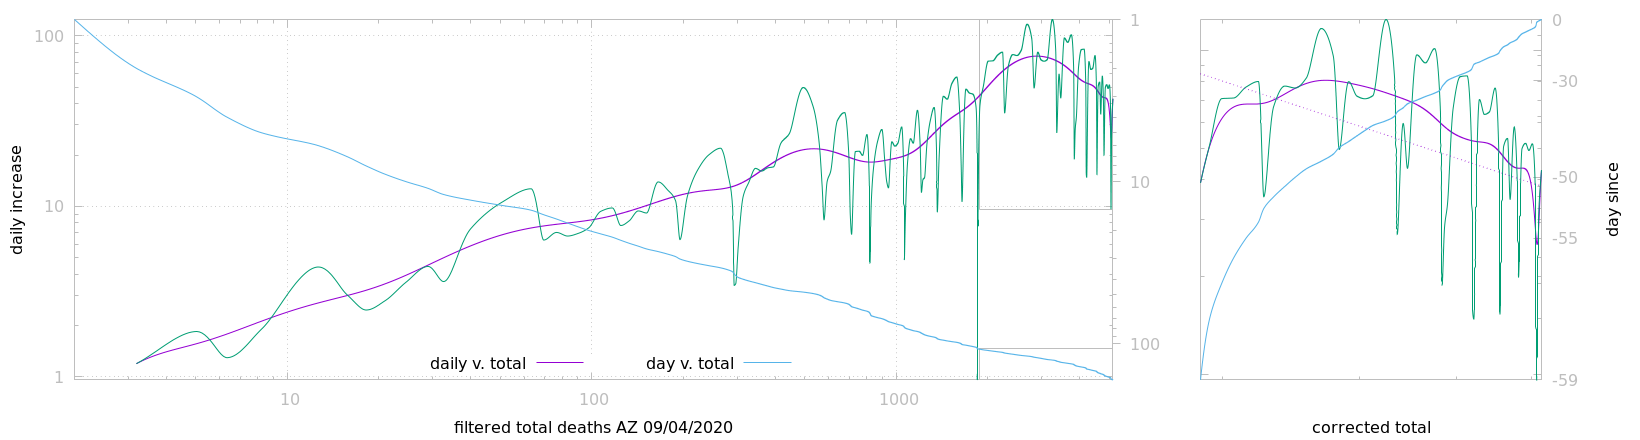 100
10
1
daily increase
10
100
1000
filtered total deaths AZ 09/04/2020
daily v. total
day v. total
1
10
100
0
-30
-50
-55
-59
day since
corrected total